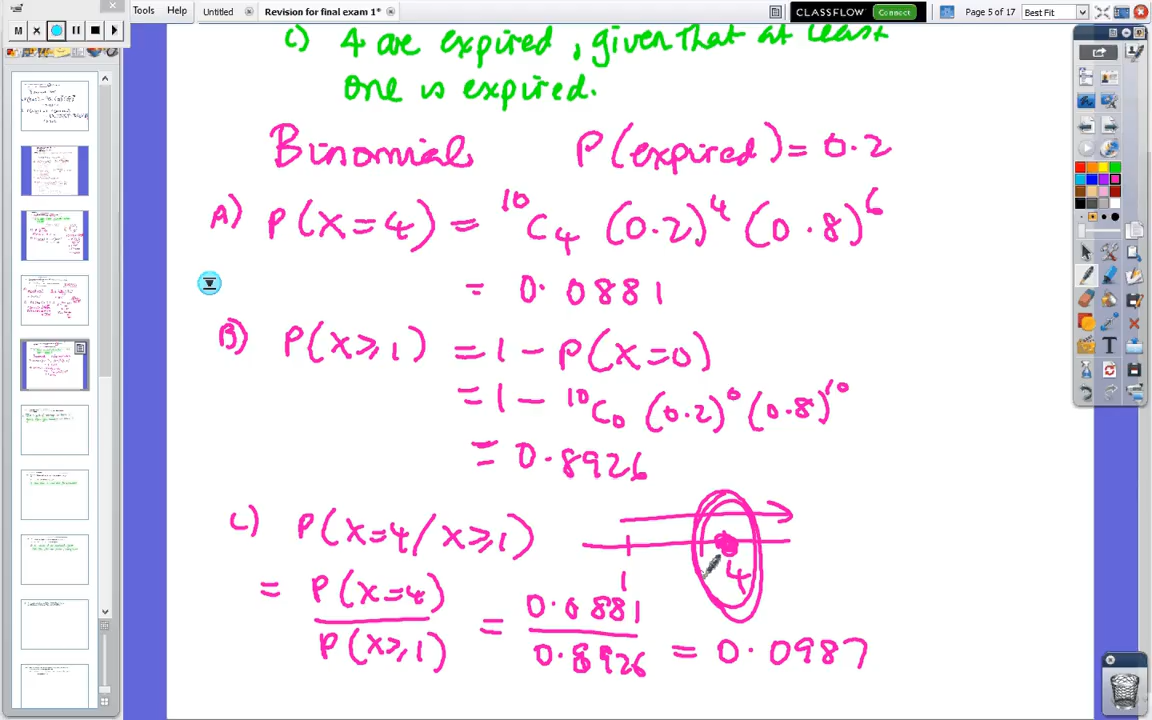 Tools Help Untitled Revision for final exam 1* CLASSFLOW Connect Page 5 of 17 Best Fit
C) 4 are expired, given that at least
one is expired.
Binomial P(expired) = 0.2
A) P(X=4) = ¹⁰C₄ (0.2)⁴ (0.8)⁶
= 0.0881
B) P(X≥1) = 1 - P(X=0)
= 1 - ¹⁰C₀ (0.2)⁰ (0.8)¹⁰
= 0.8926
C) P(X=4/X≥1)
1 4
= P(X=4) / P(X≥1) = 0.0881 / 0.8926 = 0.0987